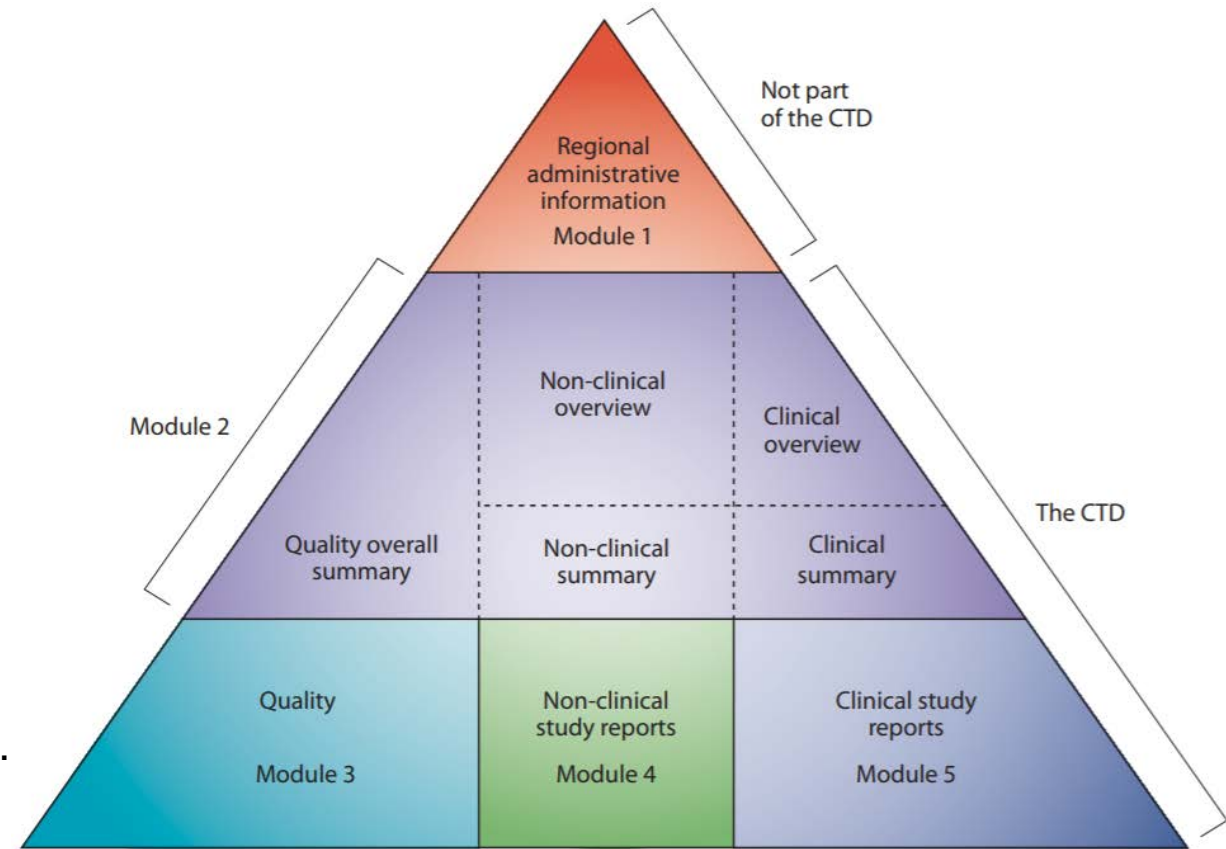 Not part
of the CTD
Regional
administrative
information
Module 1
Module 2
Non-clinical
overview
Clinical
overview
The CTD
Quality overall
summary
Non-clinical
summary
Clinical
summary
Quality
Module 3
Non-clinical
study reports
Module 4
Clinical study
reports
Module 5
.